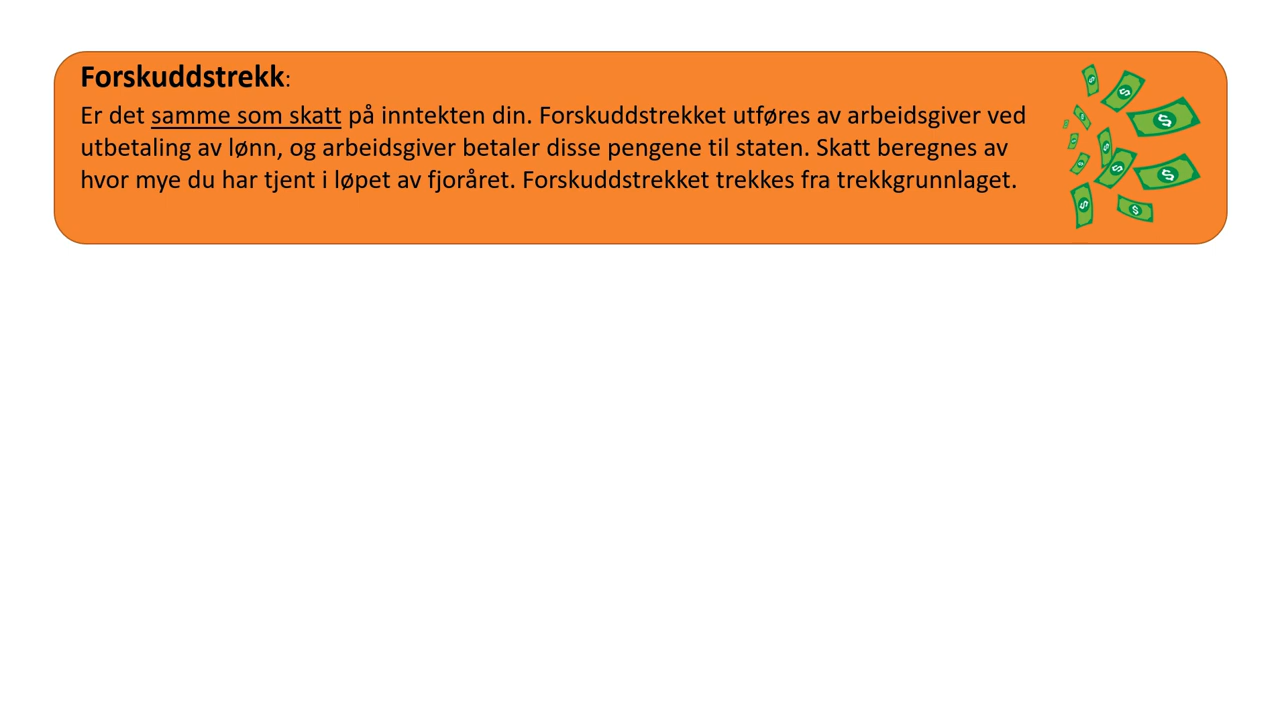 Forskuddstrekk:
Er det samme som skatt på inntekten din. Forskuddstrekket utføres av arbeidsgiver ved
utbetaling av lønn, og arbeidsgiver betaler disse pengene til staten. Skatt beregnes av
hvor mye du har tjent i løpet av fjoråret. Forskuddstrekket trekkes fra trekkgrunnlaget.